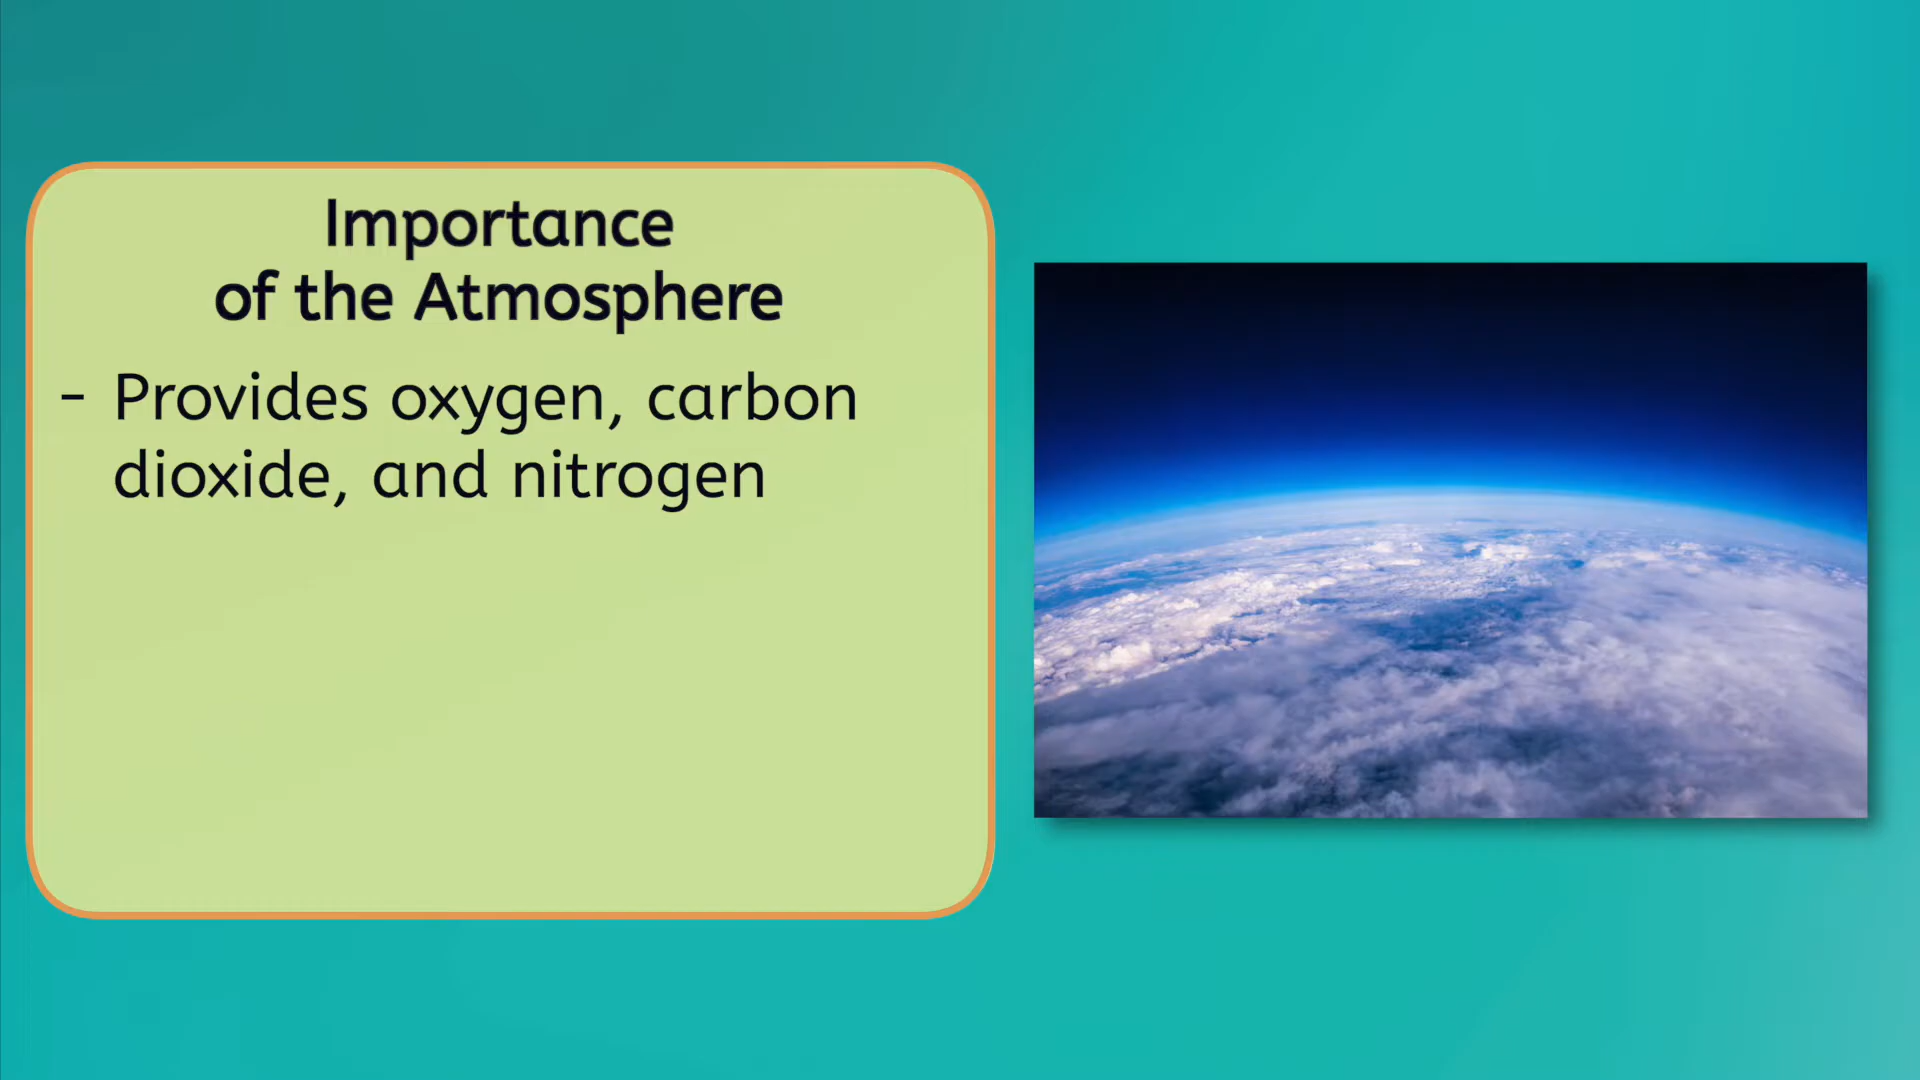 Importance
of the Atmosphere
- Provides oxygen, carbon
dioxide, and nitrogen